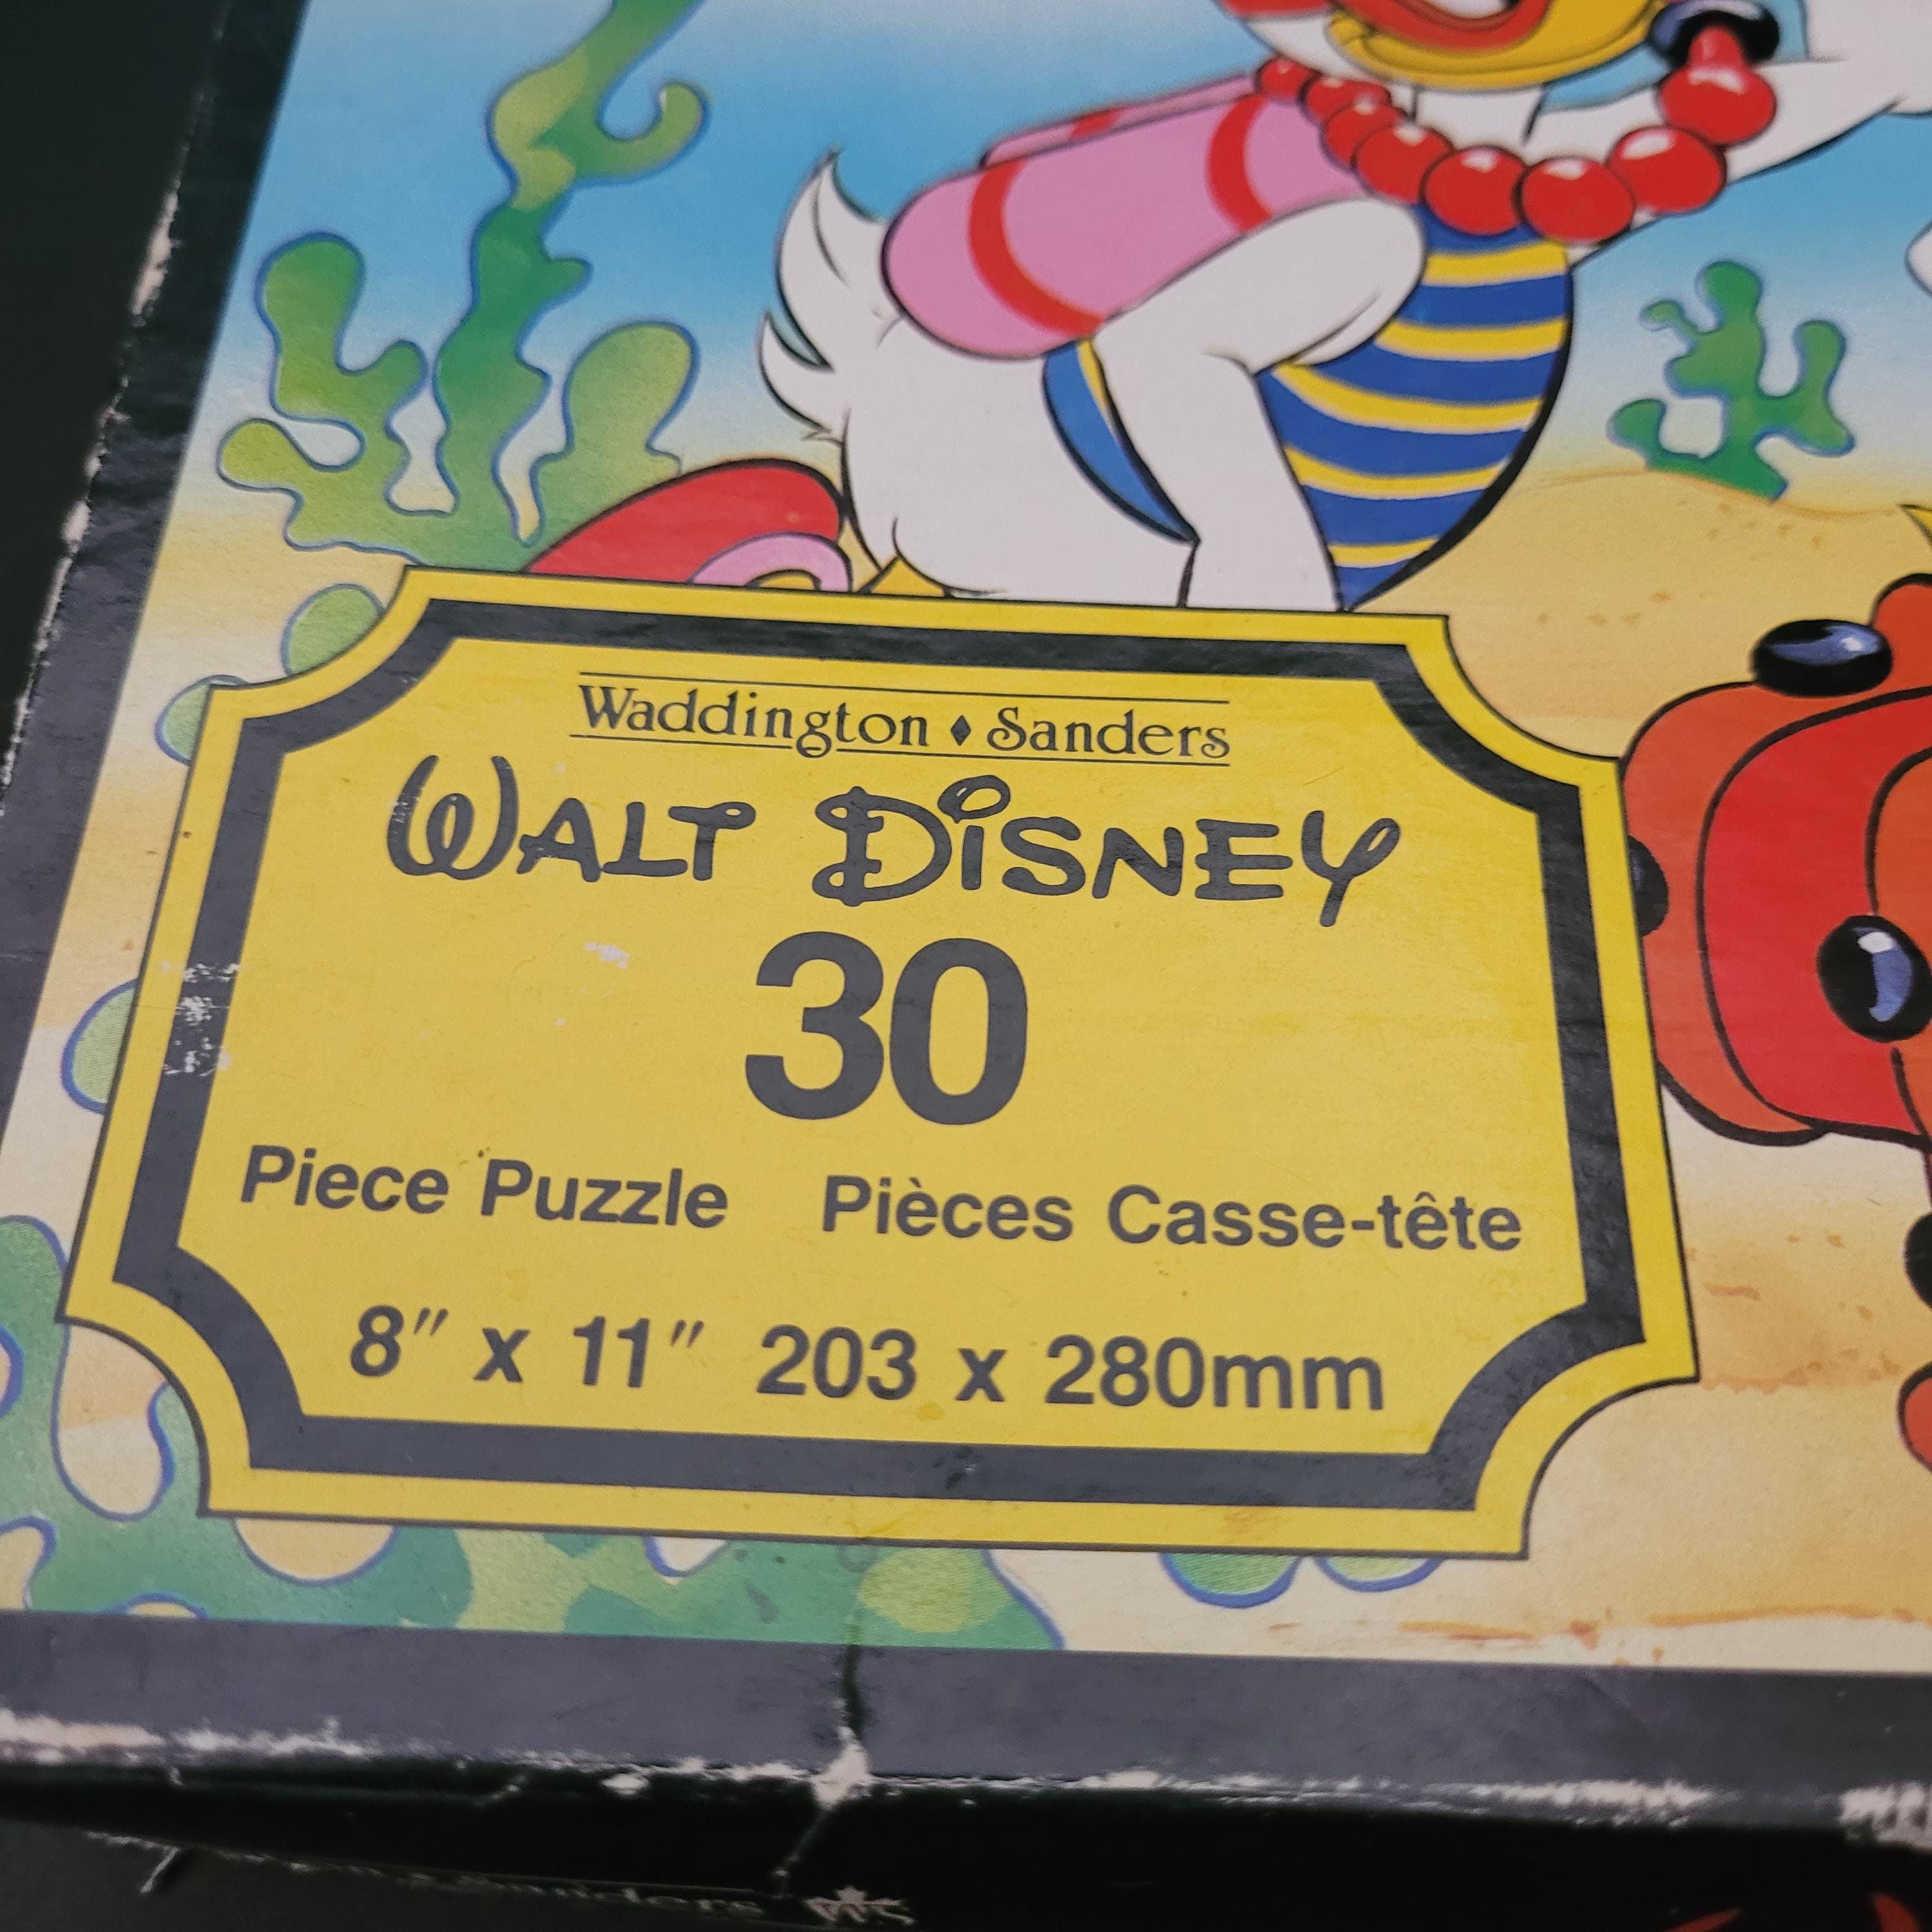 Waddington ♦ Sanders
WALT DISNEY
30
Piece Puzzle Pièces Casse-tête
8" x 11" 203 x 280mm